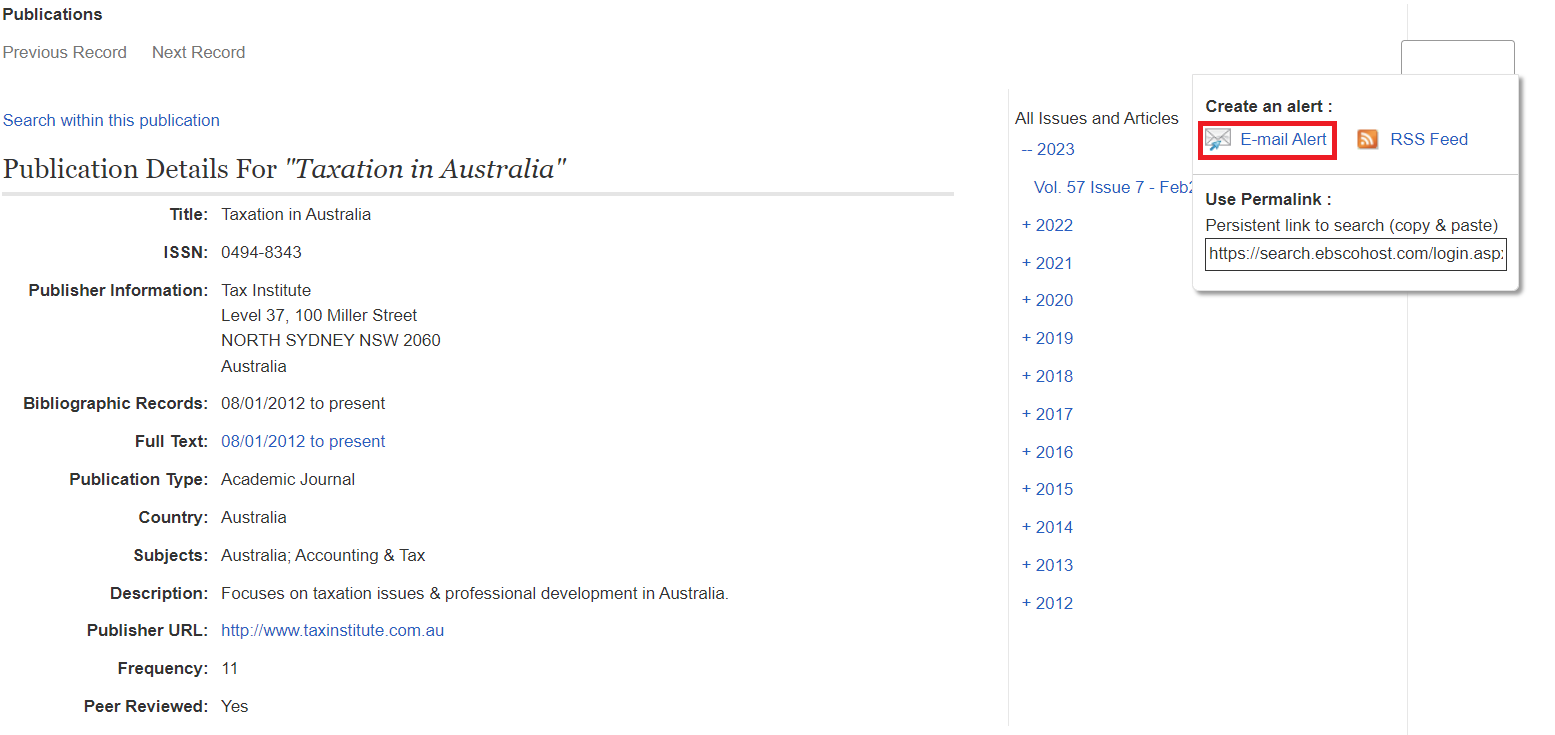 Publications
Previous Record Next Record
Search within this publication
Publication Details For "Taxation in Australia"
Title: Taxation in Australia
ISSN: 0494-8343
Publisher Information: Tax Institute
Level 37, 100 Miller Street
NORTH SYDNEY NSW 2060
Australia
Bibliographic Records: 08/01/2012 to present
Full Text: 08/01/2012 to present
Publication Type: Academic Journal
Country: Australia
Subjects: Australia; Accounting & Tax
Description: Focuses on taxation issues & professional development in Australia.
Publisher URL: http://www.taxinstitute.com.au
Frequency: 11
Peer Reviewed: Yes
All Issues and Articles
-- 2023
Vol. 57 Issue 7 - Feb2
+ 2022
+ 2021
+ 2020
+ 2019
+ 2018
+ 2017
+ 2016
+ 2015
+ 2014
+ 2013
+ 2012
Create an alert :
E-mail Alert RSS Feed
Use Permalink :
Persistent link to search (copy & paste)
https://search.ebscohost.com/login.asp